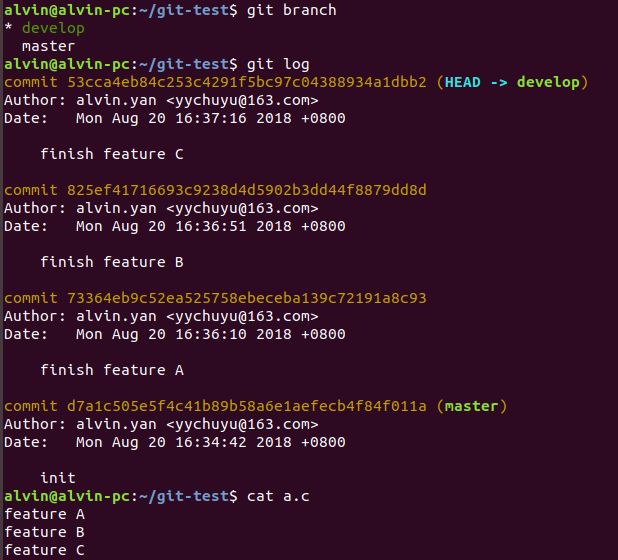 alvin@alvin-pc:~/git-test$ git branch
* develop
  master
alvin@alvin-pc:~/git-test$ git log
commit 53cca4eb84c253c4291f5bc97c04388934a1dbb2 (HEAD -> develop)
Author: alvin.yan <yychuyu@163.com>
Date:   Mon Aug 20 16:37:16 2018 +0800
    finish feature C
commit 825ef41716693c9238d4d5902b3dd44f8879dd8d
Author: alvin.yan <yychuyu@163.com>
Date:   Mon Aug 20 16:36:51 2018 +0800
    finish feature B
commit 73364eb9c52ea525758ebeceba139c72191a8c93
Author: alvin.yan <yychuyu@163.com>
Date:   Mon Aug 20 16:36:10 2018 +0800
    finish feature A
commit d7a1c505e5f4c41b89b58a6e1aefecb4f84f011a (master)
Author: alvin.yan <yychuyu@163.com>
Date:   Mon Aug 20 16:34:42 2018 +0800
    init
alvin@alvin-pc:~/git-test$ cat a.c
feature A
feature B
feature C